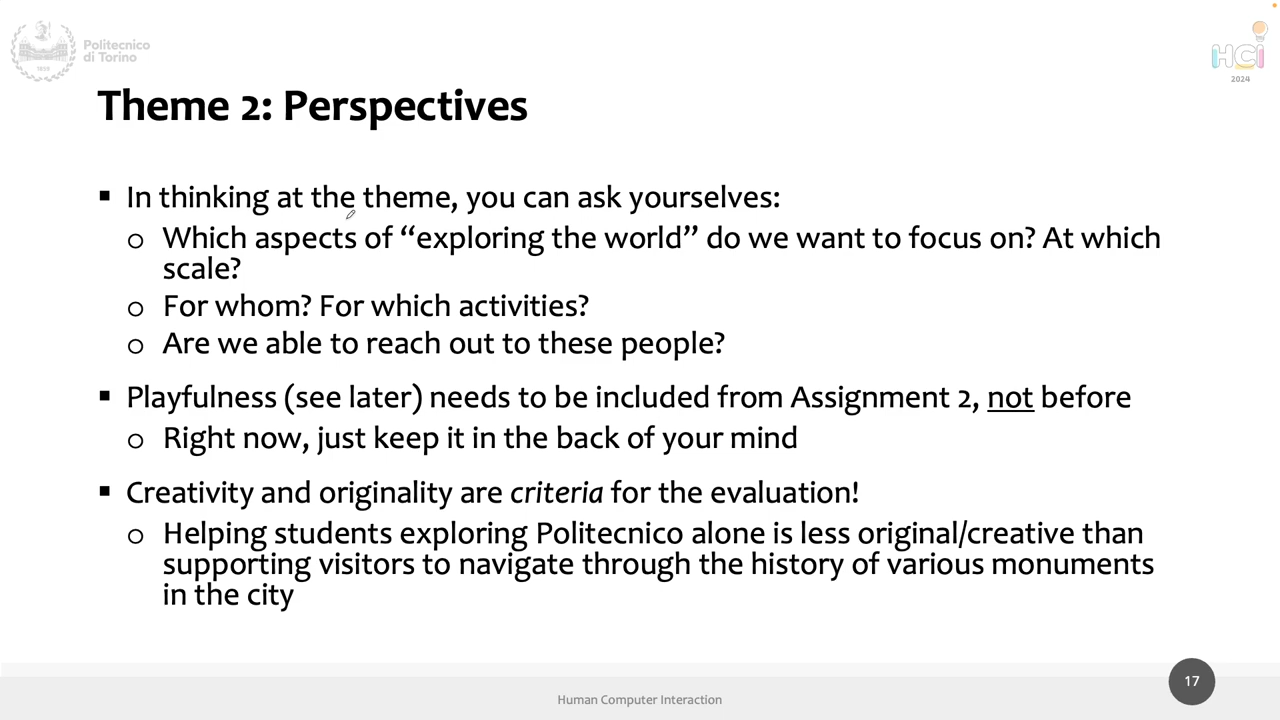 Politecnico
di Torino
1859
HCI
2024
Theme 2: Perspectives
▪ In thinking at the theme, you can ask yourselves:
o Which aspects of “exploring the world” do we want to focus on? At which
scale?
o For whom? For which activities?
o Are we able to reach out to these people?
▪ Playfulness (see later) needs to be included from Assignment 2, not before
o Right now, just keep it in the back of your mind
▪ Creativity and originality are criteria for the evaluation!
o Helping students exploring Politecnico alone is less original/creative than
supporting visitors to navigate through the history of various monuments
in the city
Human Computer Interaction
17